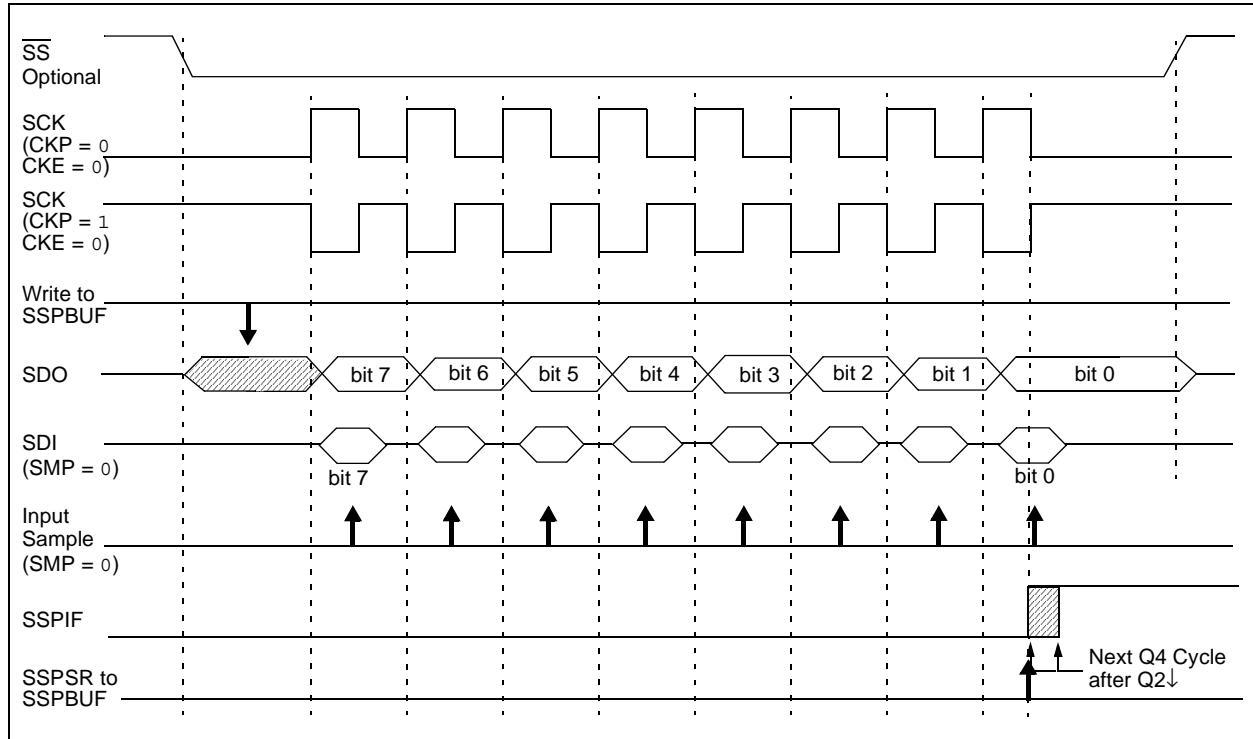 SS
Optional
SCK
(CKP = 0
CKE = 0)
SCK
(CKP = 1
CKE = 0)
Write to
SSPBUF
SDO
bit 7
bit 6
bit 5
bit 4
bit 3
bit 2
bit 1
bit 0
SDI
(SMP = 0)
bit 7
bit 0
Input
Sample
(SMP = 0)
SSPIF
Next Q4 Cycle
after Q2↓
SSPSR to
SSPBUF